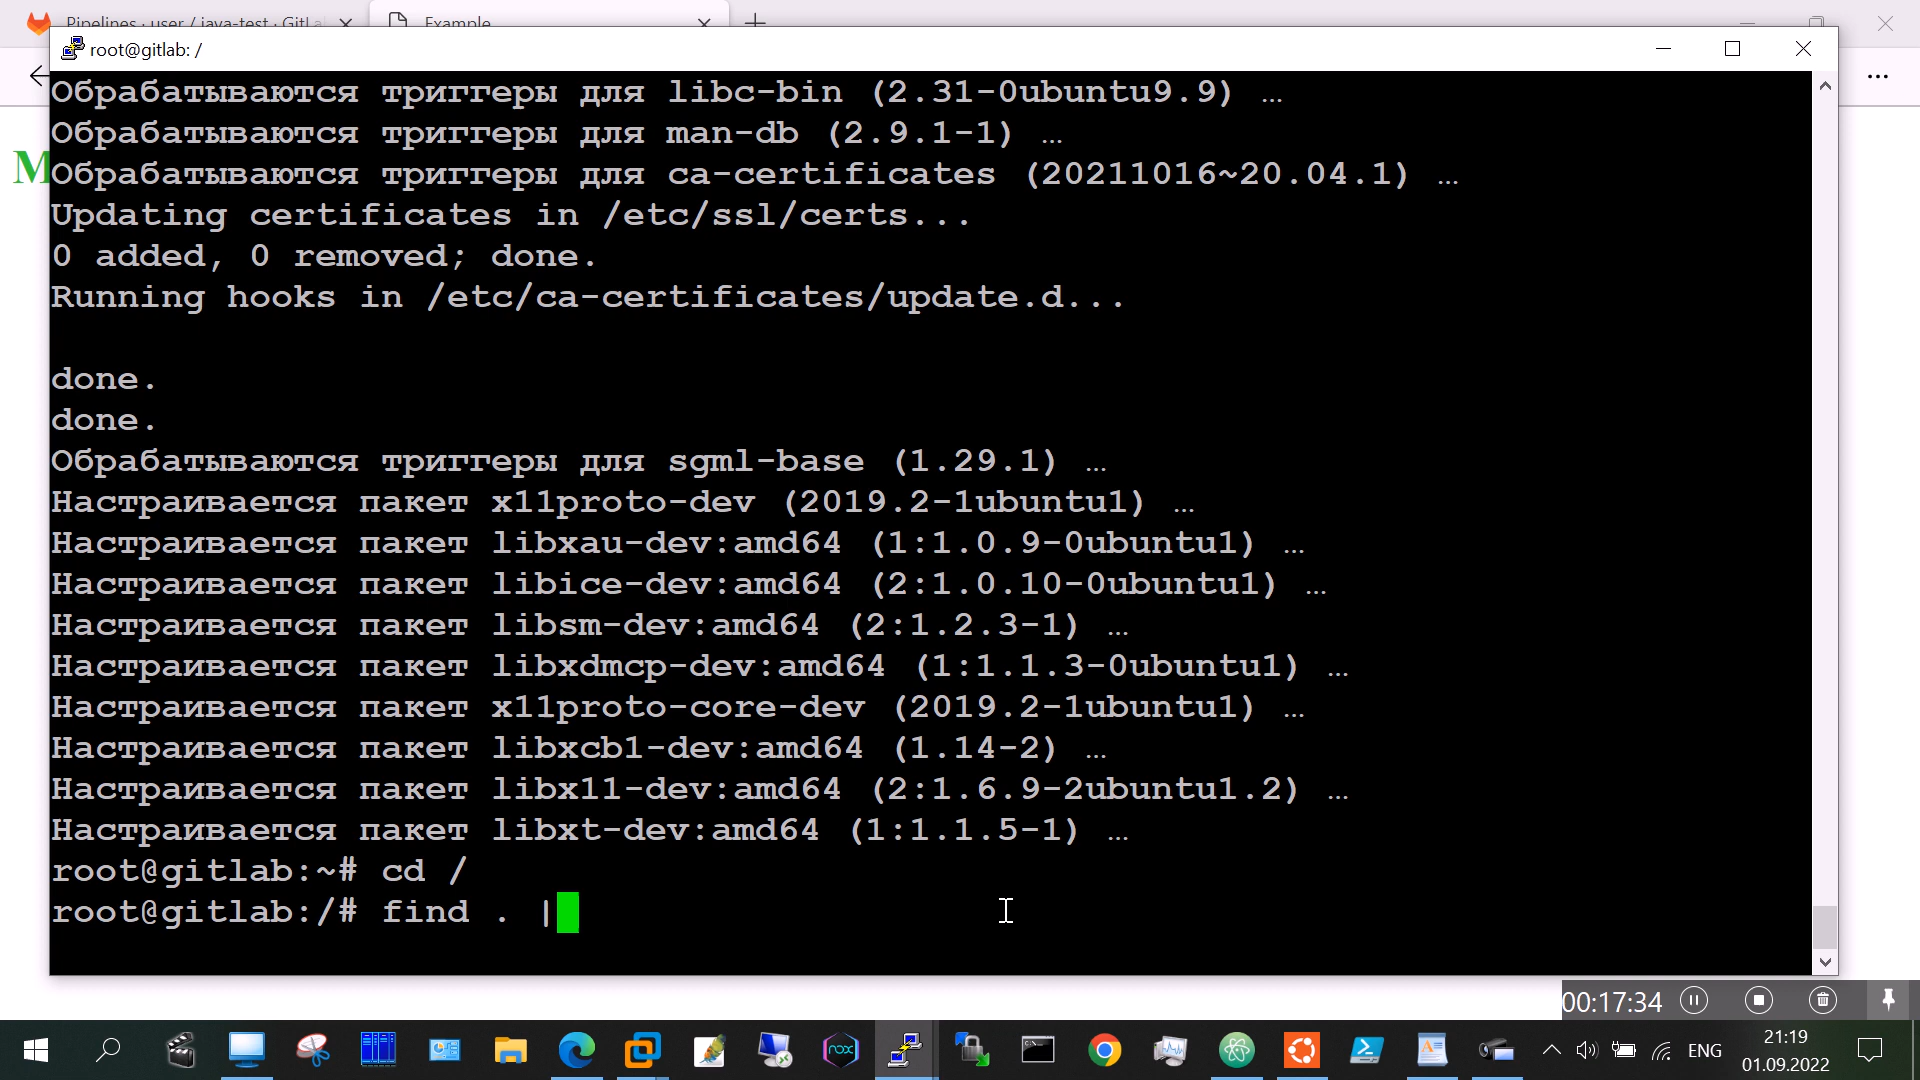 Pipelines · user / java-test · GitLa
Example
root@gitlab: /
M
Обрабатываются триггеры для libc-bin (2.31-0ubuntu9.9) …
Обрабатываются триггеры для man-db (2.9.1-1) …
Обрабатываются триггеры для ca-certificates (20211016~20.04.1) …
Updating certificates in /etc/ssl/certs...
0 added, 0 removed; done.
Running hooks in /etc/ca-certificates/update.d...
done.
done.
Обрабатываются триггеры для sgml-base (1.29.1) …
Настраивается пакет x11proto-dev (2019.2-1ubuntu1) …
Настраивается пакет libxau-dev:amd64 (1:1.0.9-0ubuntu1) …
Настраивается пакет libice-dev:amd64 (2:1.0.10-0ubuntu1) …
Настраивается пакет libsm-dev:amd64 (2:1.2.3-1) …
Настраивается пакет libxdmcp-dev:amd64 (1:1.1.3-0ubuntu1) …
Настраивается пакет x11proto-core-dev (2019.2-1ubuntu1) …
Настраивается пакет libxcb1-dev:amd64 (1.14-2) …
Настраивается пакет libx11-dev:amd64 (2:1.6.9-2ubuntu1.2) …
Настраивается пакет libxt-dev:amd64 (1:1.1.5-1) …
root@gitlab:~# cd /
root@gitlab:/# find . |
00:17:34
nox
ENG
21:19
01.09.2022